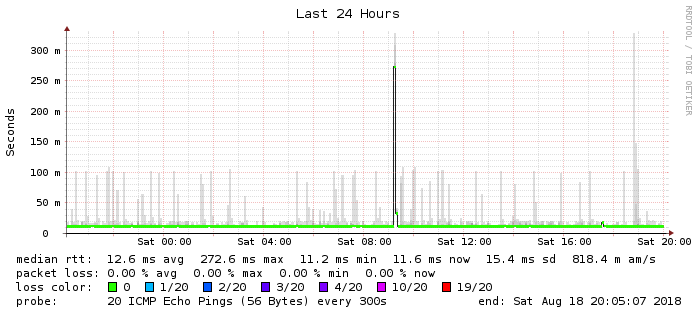 Last 24 Hours
RRDTOOL / TOBI OETIKER
Seconds
300 m
250 m
200 m
150 m
100 m
50 m
0
Sat 00:00 Sat 04:00 Sat 08:00 Sat 12:00 Sat 16:00 Sat 20:00
median rtt: 12.6 ms avg 272.6 ms max 11.2 ms min 11.6 ms now 15.4 ms sd 818.4 m am/s
packet loss: 0.00 % avg 0.00 % max 0.00 % min 0.00 % now
loss color: 0 1/20 2/20 3/20 4/20 10/20 19/20
probe: 20 ICMP Echo Pings (56 Bytes) every 300s end: Sat Aug 18 20:05:07 2018